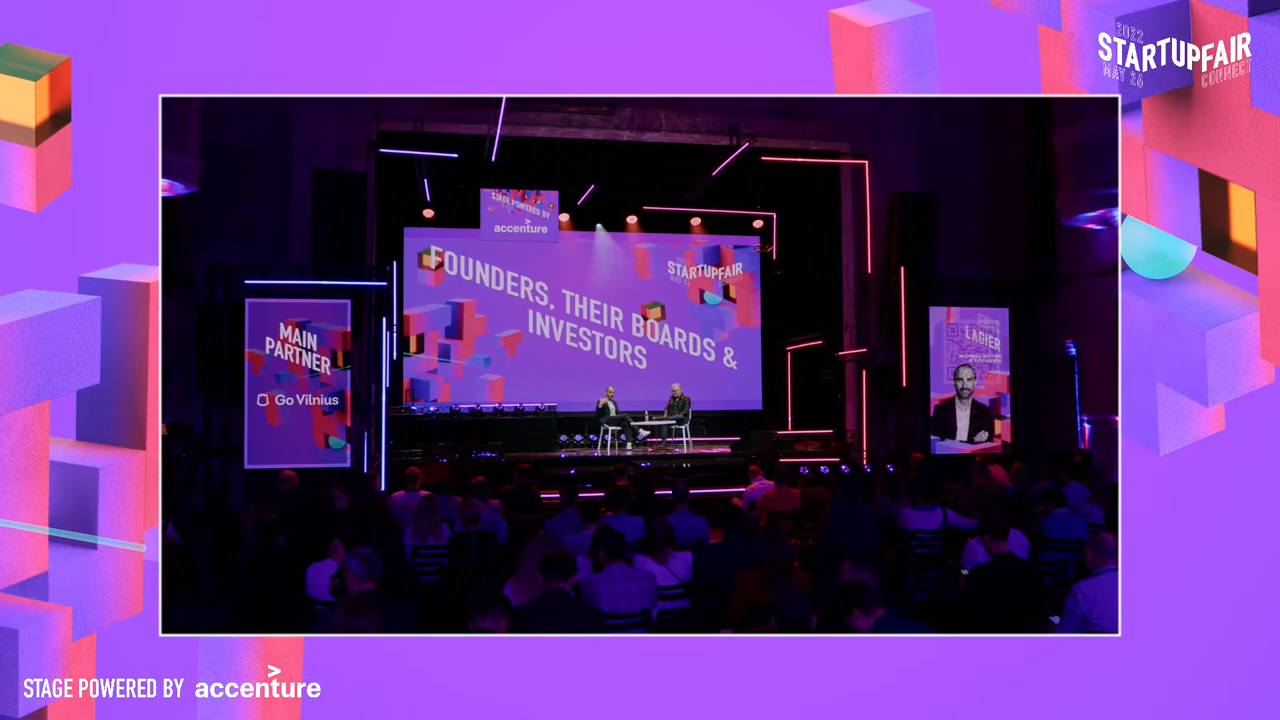 2022
STARTUPFAIR
MAY 26
CONNECT
STAGE POWERED BY
accenture
FOUNDERS, THEIR BOARDS &
INVESTORS
STARTUPFAIR
MAIN
PARTNER
Go Vilnius
LAGIER
STAGE POWERED BY accenture